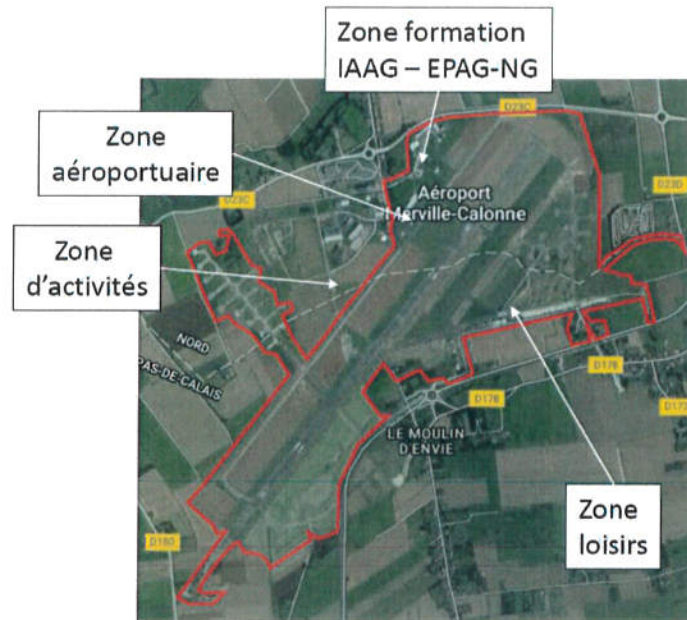 Zone formation
IAAG – EPAG-NG
Zone
aéroportuaire
Zone
d'activités
Zone
loisirs
D23C
D23D
D23C
Aéroport
Merville-Calonne
NORD
PAS-DE-CALAIS
D178
D178
D172
LE MOULIN
D'ENVIE
D180